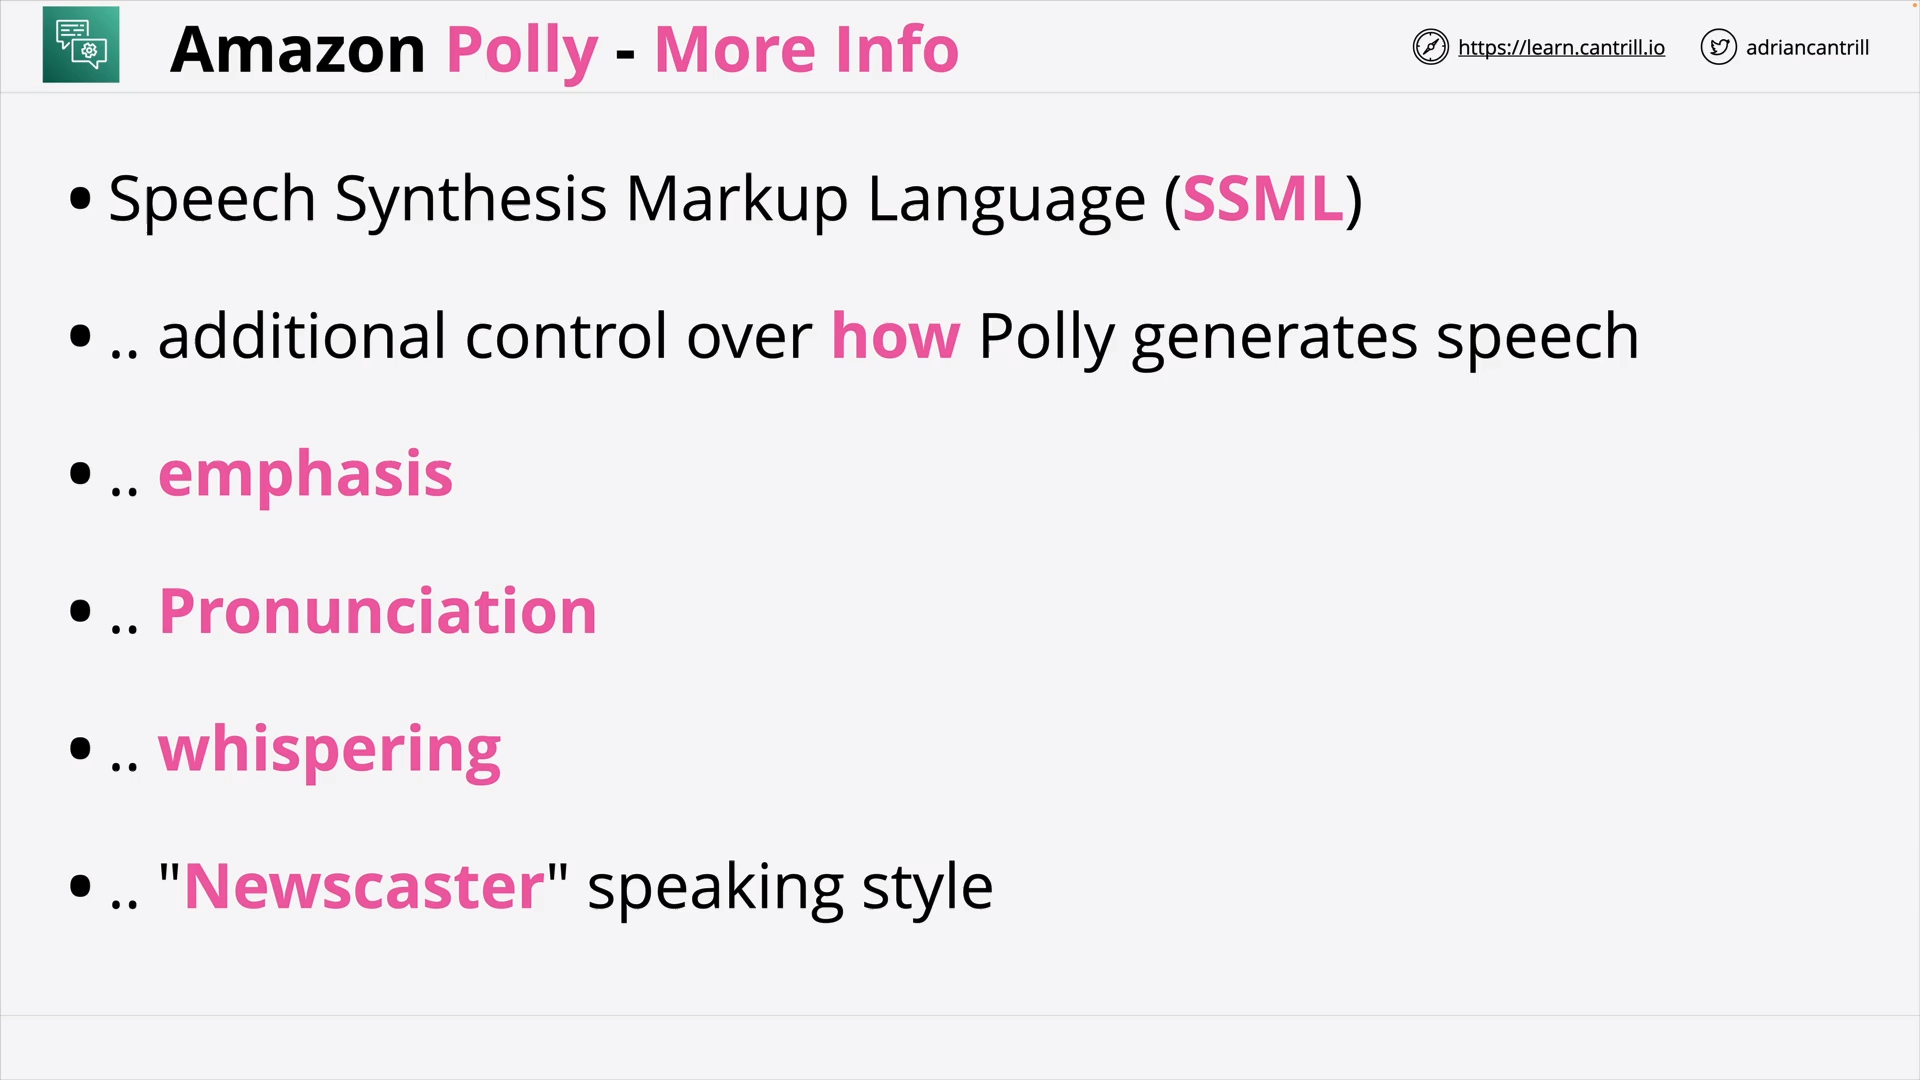 Amazon Polly - More Info
https://learn.cantrill.io
adriancantrill
• Speech Synthesis Markup Language (SSML)
• .. additional control over how Polly generates speech
• .. emphasis
• .. Pronunciation
• .. whispering
• .. "Newscaster" speaking style